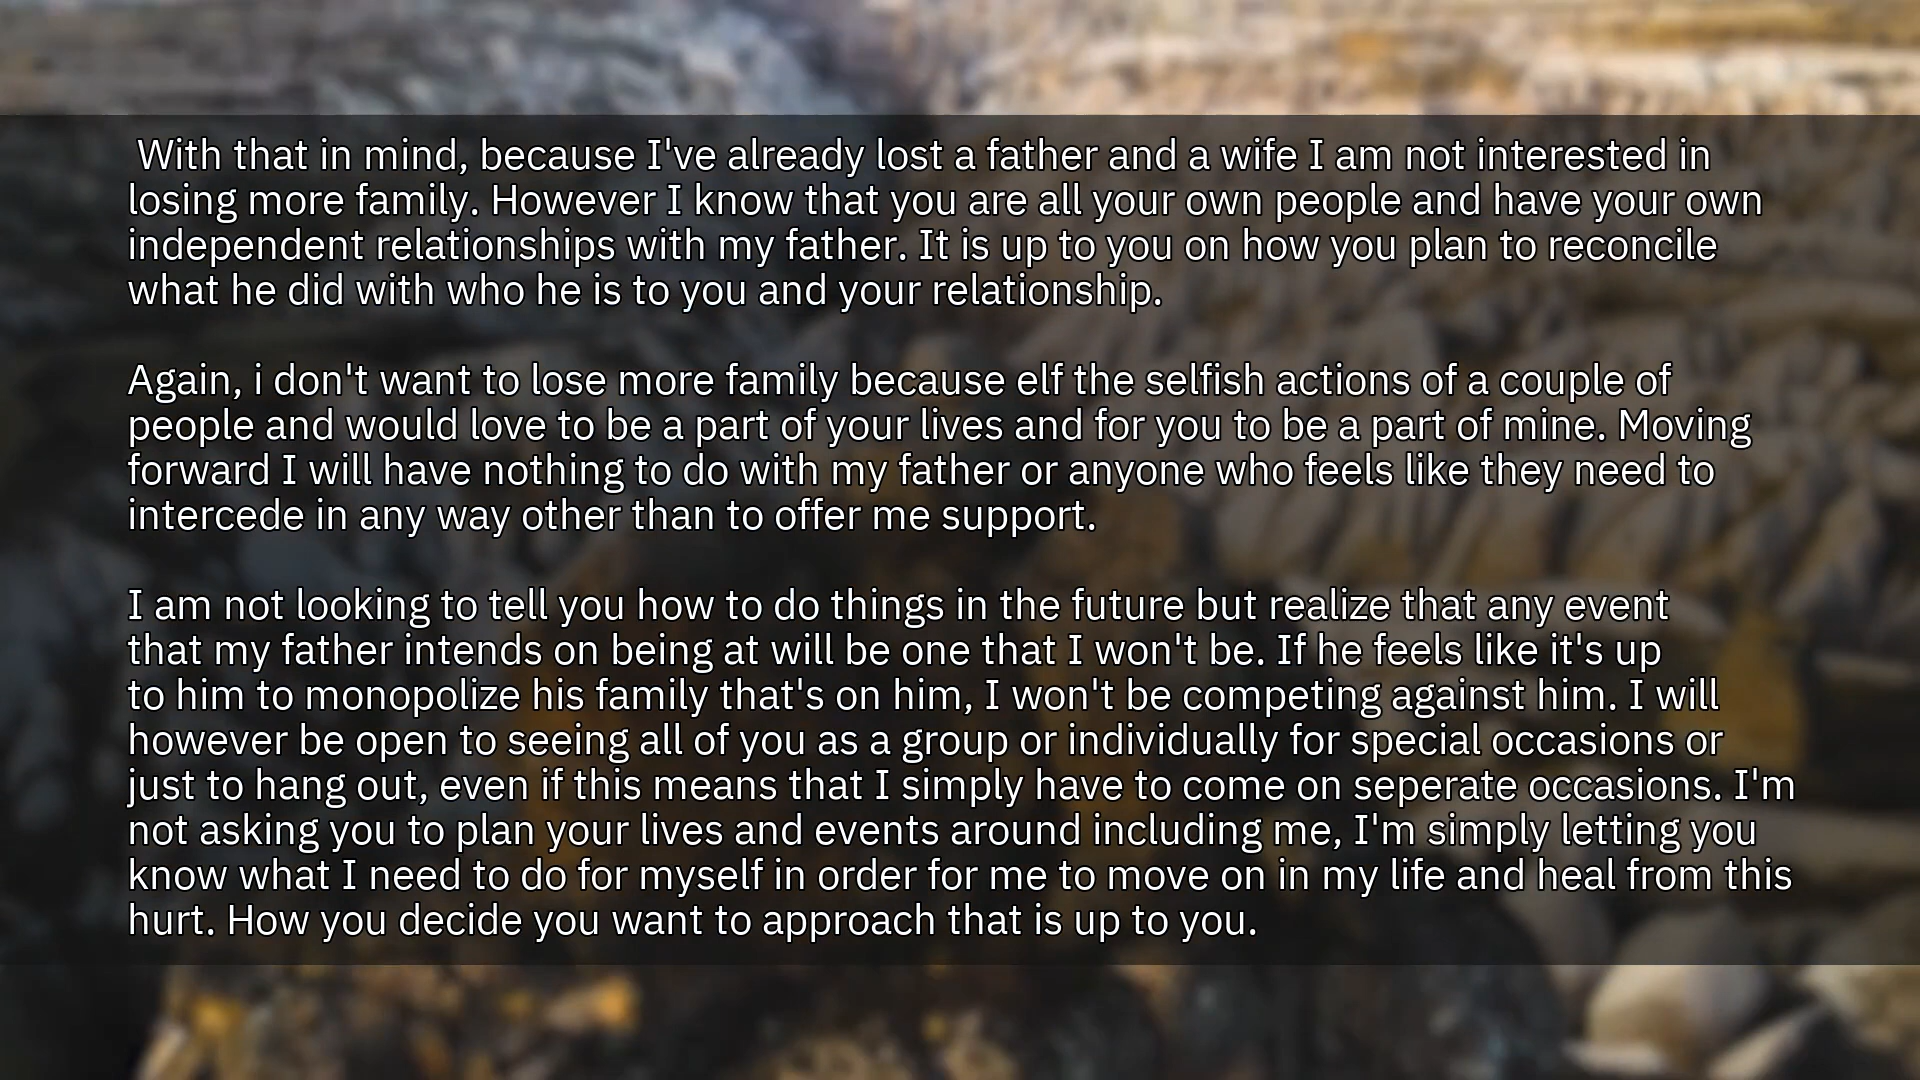 With that in mind, because I've already lost a father and a wife I am not interested in
losing more family. However I know that you are all your own people and have your own
independent relationships with my father. It is up to you on how you plan to reconcile
what he did with who he is to you and your relationship.
Again, i don't want to lose more family because elf the selfish actions of a couple of
people and would love to be a part of your lives and for you to be a part of mine. Moving
forward I will have nothing to do with my father or anyone who feels like they need to
intercede in any way other than to offer me support.
I am not looking to tell you how to do things in the future but realize that any event
that my father intends on being at will be one that I won't be. If he feels like it's up
to him to monopolize his family that's on him, I won't be competing against him. I will
however be open to seeing all of you as a group or individually for special occasions or
just to hang out, even if this means that I simply have to come on seperate occasions. I'm
not asking you to plan your lives and events around including me, I'm simply letting you
know what I need to do for myself in order for me to move on in my life and heal from this
hurt. How you decide you want to approach that is up to you.